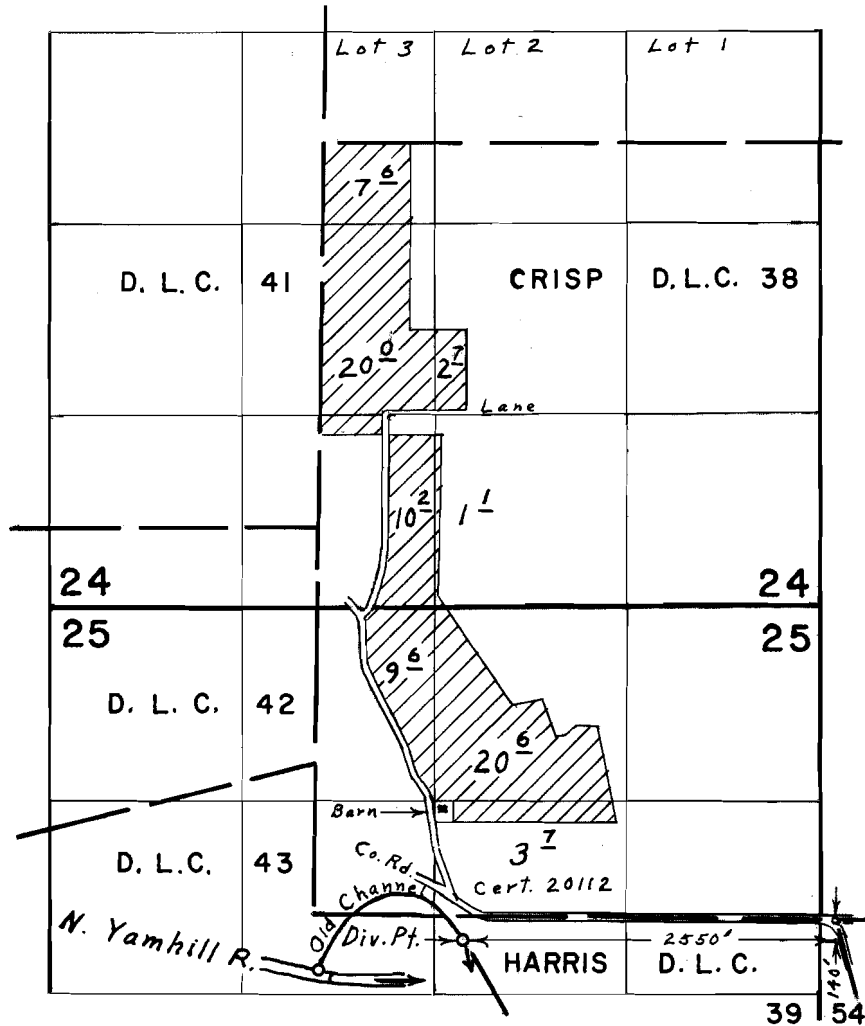 Lot 3 Lot 2 Lot 1
7 6
D. L. C. 41 CRISP D. L. C. 38
20 0 2 7
Lane
10 2 1 1
24 24
25 25
9 6
D. L. C. 42
20 6
Barn
3 7
D. L. C. 43 Co. Rd.
Cert. 20112
Old Channel
N. Yamhill R. Div. Pt. 2550'
HARRIS D. L. C. 140'
39 54